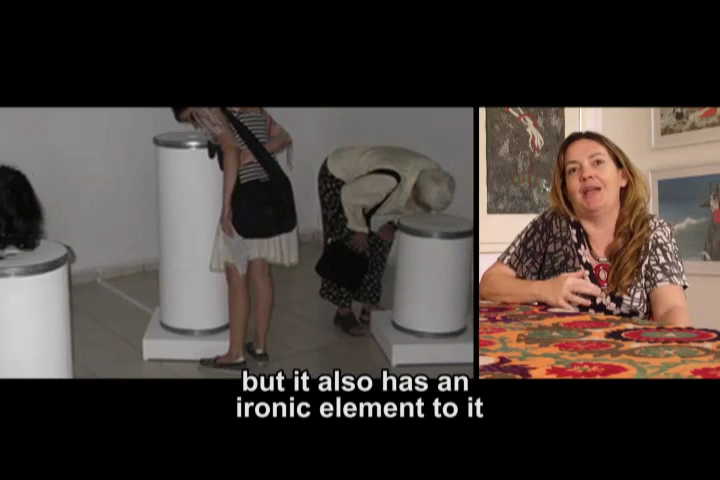 but it also has an
ironic element to it